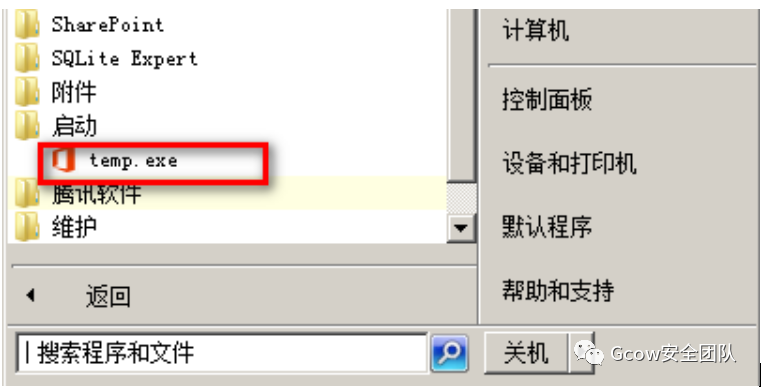 SharePoint
SQLite Expert
附件
启动
temp.exe
腾讯软件
维护
返回
搜索程序和文件
计算机
控制面板
设备和打印机
默认程序
帮助和支持
关机
Gcow安全团队